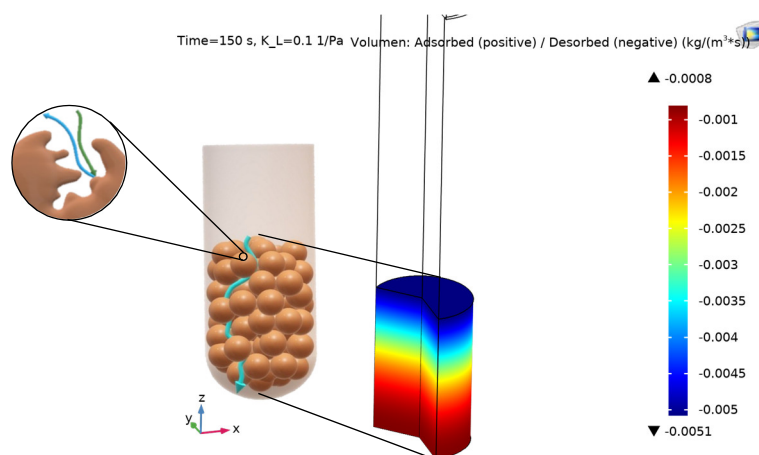 Time=150 s, K_L=0.1 1/Pa Volumen: Adsorbed (positive) / Desorbed (negative) (kg/(m³*s))
▲ -0.0008
-0.001
-0.0015
-0.002
-0.0025
-0.003
-0.0035
-0.004
-0.0045
-0.005
▼ -0.0051
z
y
x